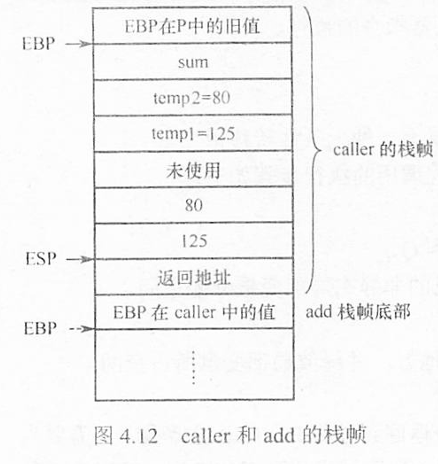 EBP在P中的旧值
EBP
sum
temp2=80
temp1=125
caller 的栈帧
未使用
80
125
ESP
返回地址
EBP 在 caller 中的值
add 栈帧底部
EBP
图 4.12 caller 和 add 的栈帧